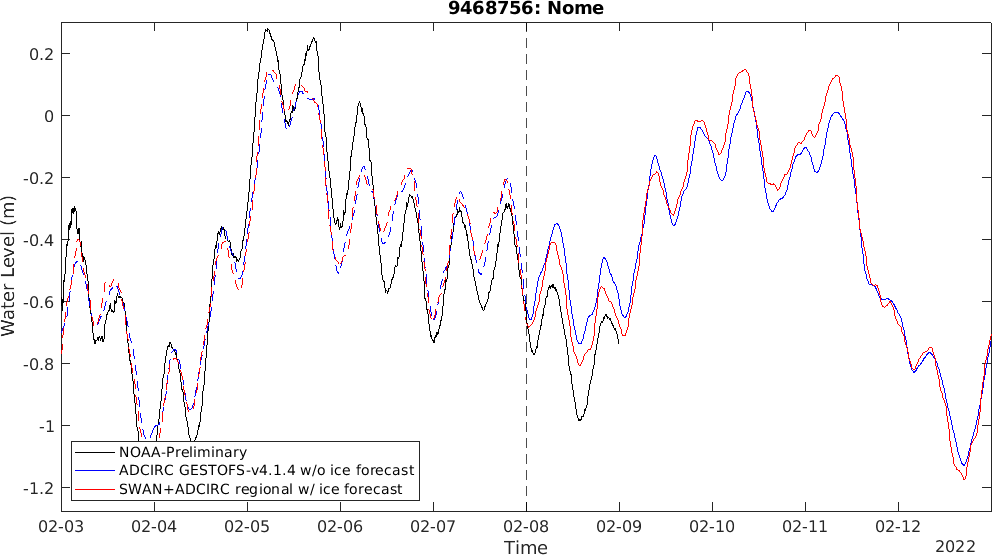 9468756: Nome
Water Level (m)
0.2
0
-0.2
-0.4
-0.6
-0.8
-1
-1.2
NOAA-Preliminary
ADCIRC GESTOFS-v4.1.4 w/o ice forecast
SWAN+ADCIRC regional w/ ice forecast
02-03 02-04 02-05 02-06 02-07 02-08 02-09 02-10 02-11 02-12
Time
2022